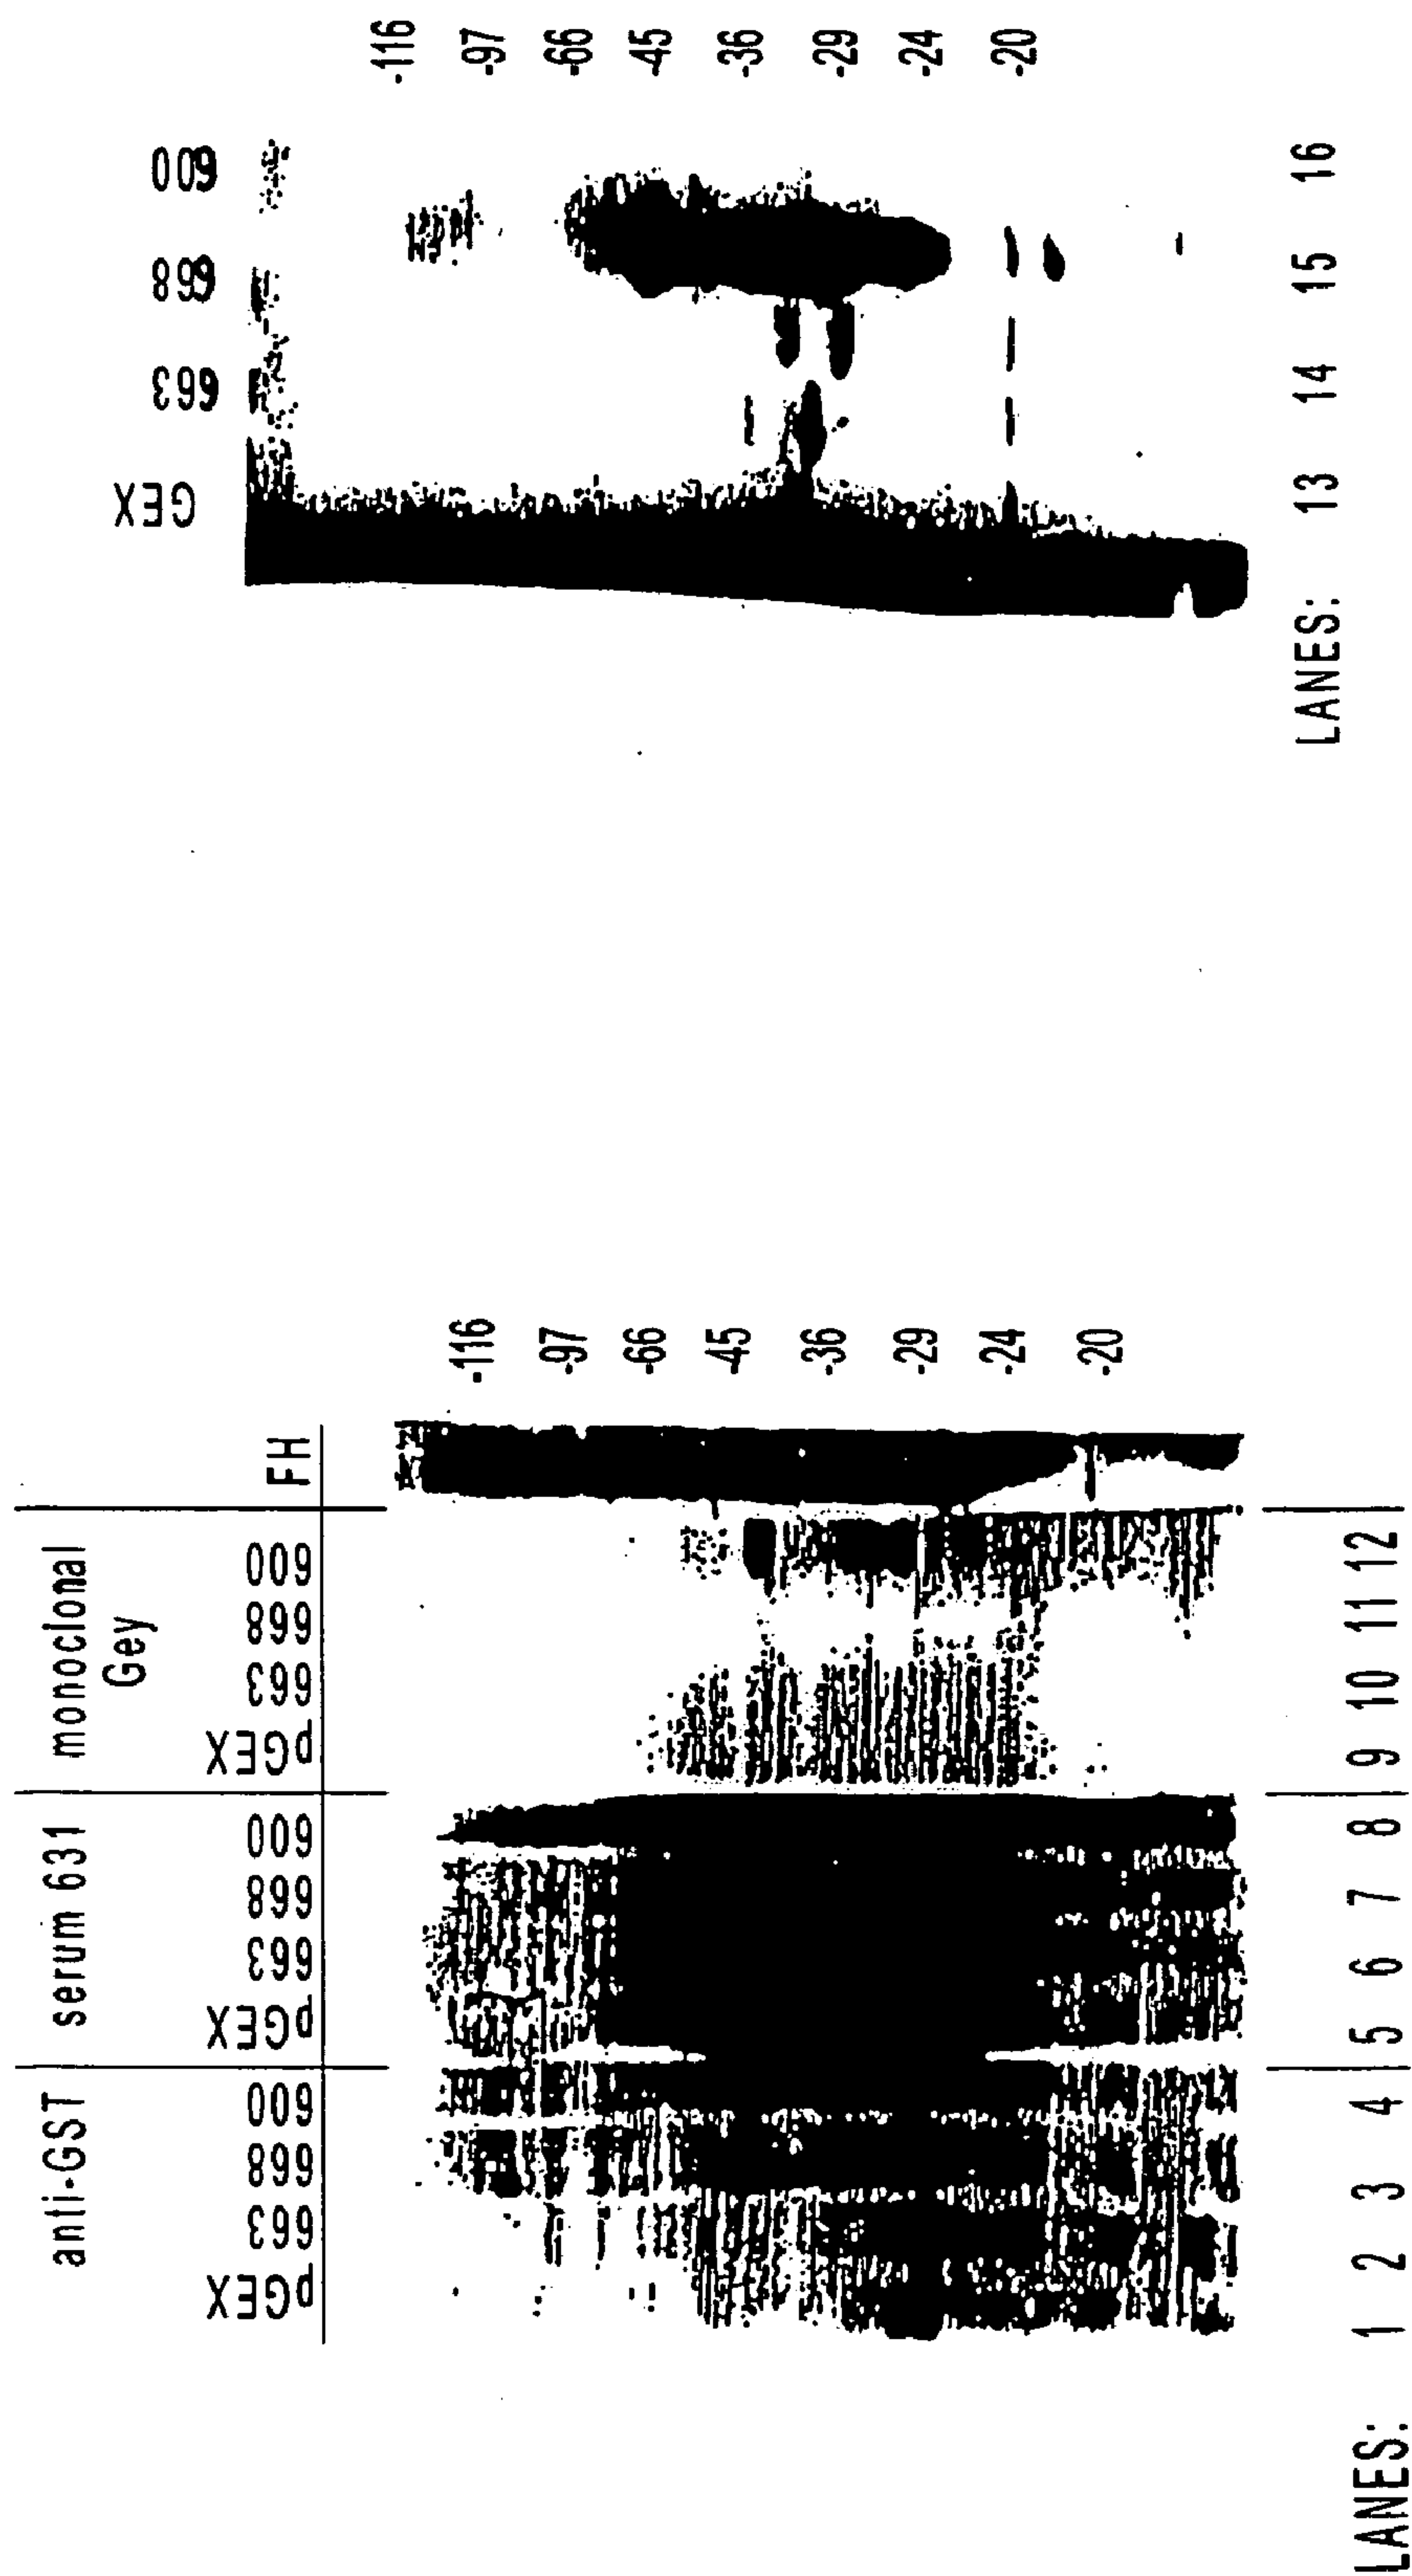 anti-GST serum 631 monoclonal
Gey
pGEX 663 668 600 pGEX 663 668 600 pGEX 663 668 600 FH
-116
-97
-66
-45
-36
-29
-24
-20
LANES: 1 2 3 4 5 6 7 8 9 10 11 12
GEX 663 668 600
-116
-97
-66
-45
-36
-29
-24
-20
LANES: 13 14 15 16